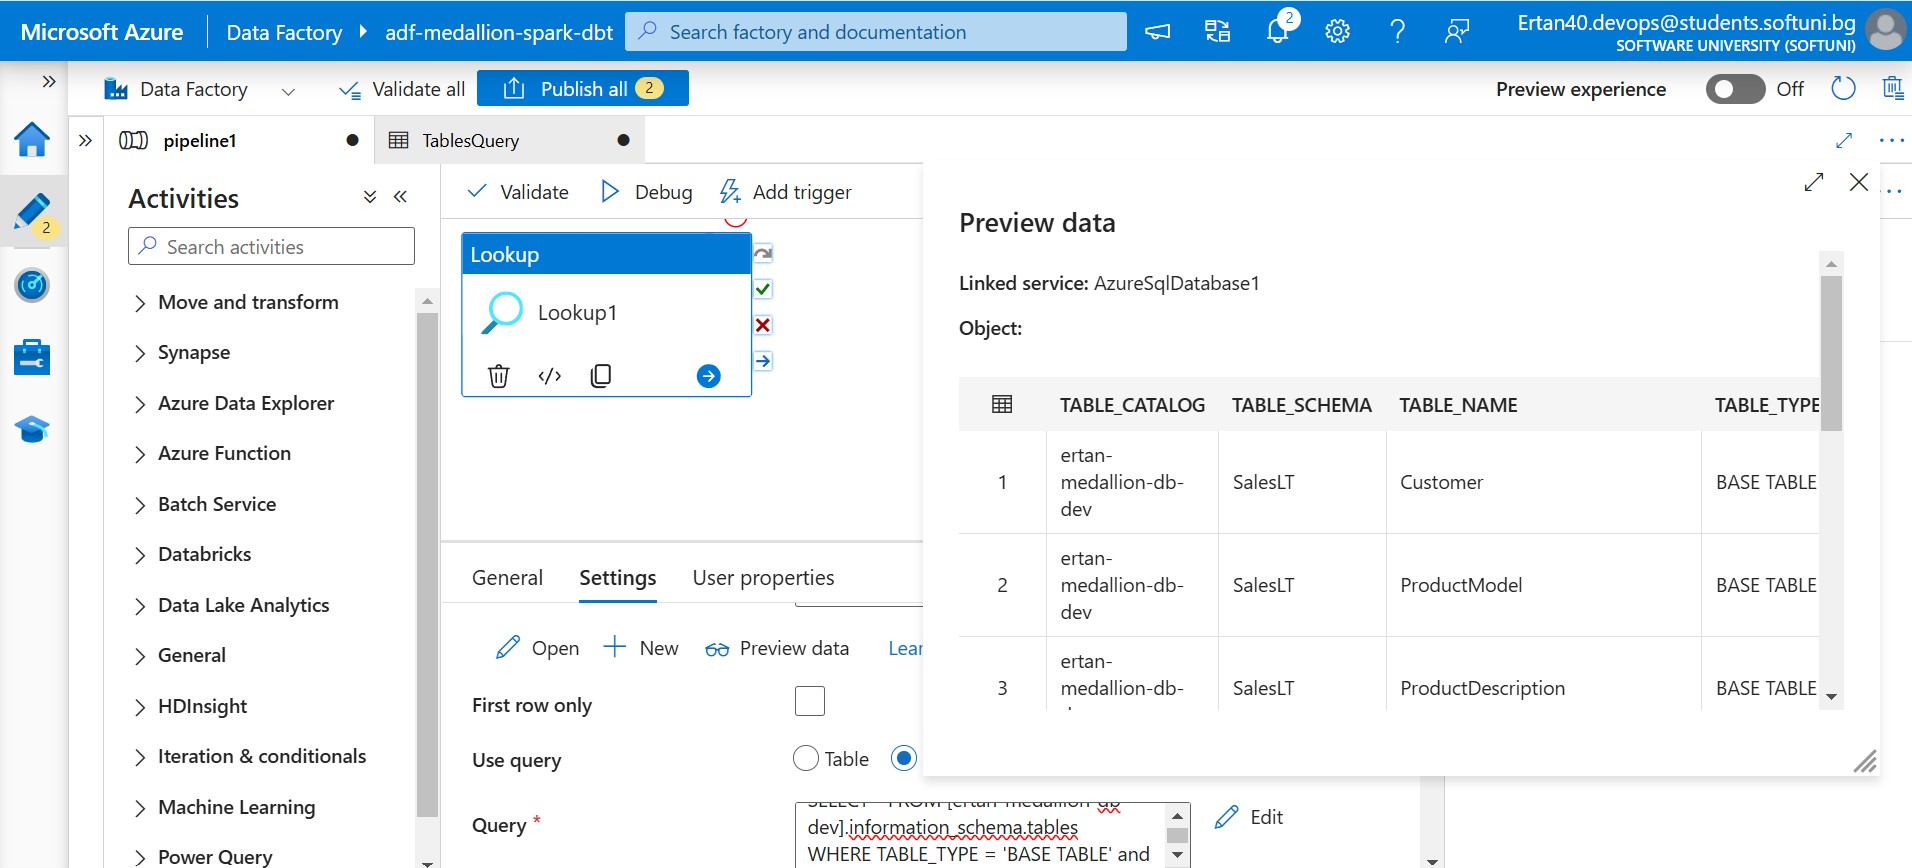 Microsoft Azure
Data Factory
adf-medallion-spark-dbt
Search factory and documentation
2
Ertan40.devops@students.softuni.bg
SOFTWARE UNIVERSITY (SOFTUNI)
Data Factory
Validate all
Publish all 2
Preview experience
Off
pipeline1
TablesQuery
2
Activities
Search activities
Move and transform
Synapse
Azure Data Explorer
Azure Function
Batch Service
Databricks
Data Lake Analytics
General
HDInsight
Iteration & conditionals
Machine Learning
Power Query
Validate
Debug
Add trigger
Lookup
Lookup1
General
Settings
User properties
Open
New
Preview data
Lear
First row only
Use query
Table
Query *
SELECT * FROM [ertan-medallion-db-
dev].information_schema.tables
WHERE TABLE_TYPE = 'BASE TABLE' and
Edit
Preview data
Linked service: AzureSqlDatabase1
Object:
TABLE_CATALOG TABLE_SCHEMA TABLE_NAME TABLE_TYPE
1 ertan-
medallion-db-
dev
SalesLT Customer BASE TABLE
2 ertan-
medallion-db-
dev
SalesLT ProductModel BASE TABLE
3 ertan-
medallion-db-
SalesLT ProductDescription BASE TABLE